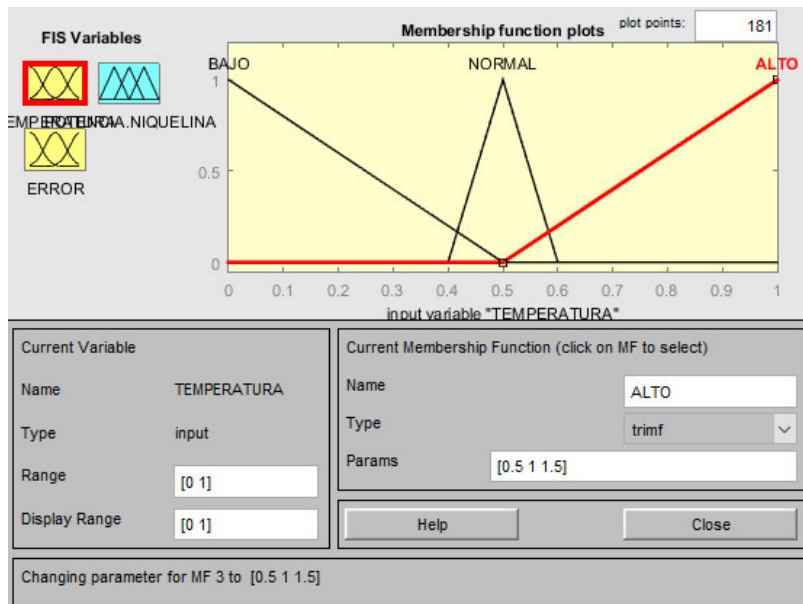 FIS Variables
Membership function plots
plot points:
181
BAJO
NORMAL
ALTO
POTENCIA.NIQUELINA
ERROR
1
0.5
0
0 0.1 0.2 0.3 0.4 0.5 0.6 0.7 0.8 0.9 1
input variable "TEMPERATURA"
Current Variable
Name TEMPERATURA
Type input
Range [0 1]
Display Range [0 1]
Current Membership Function (click on MF to select)
Name ALTO
Type trimf
Params [0.5 1 1.5]
Help Close
Changing parameter for MF 3 to [0.5 1 1.5]